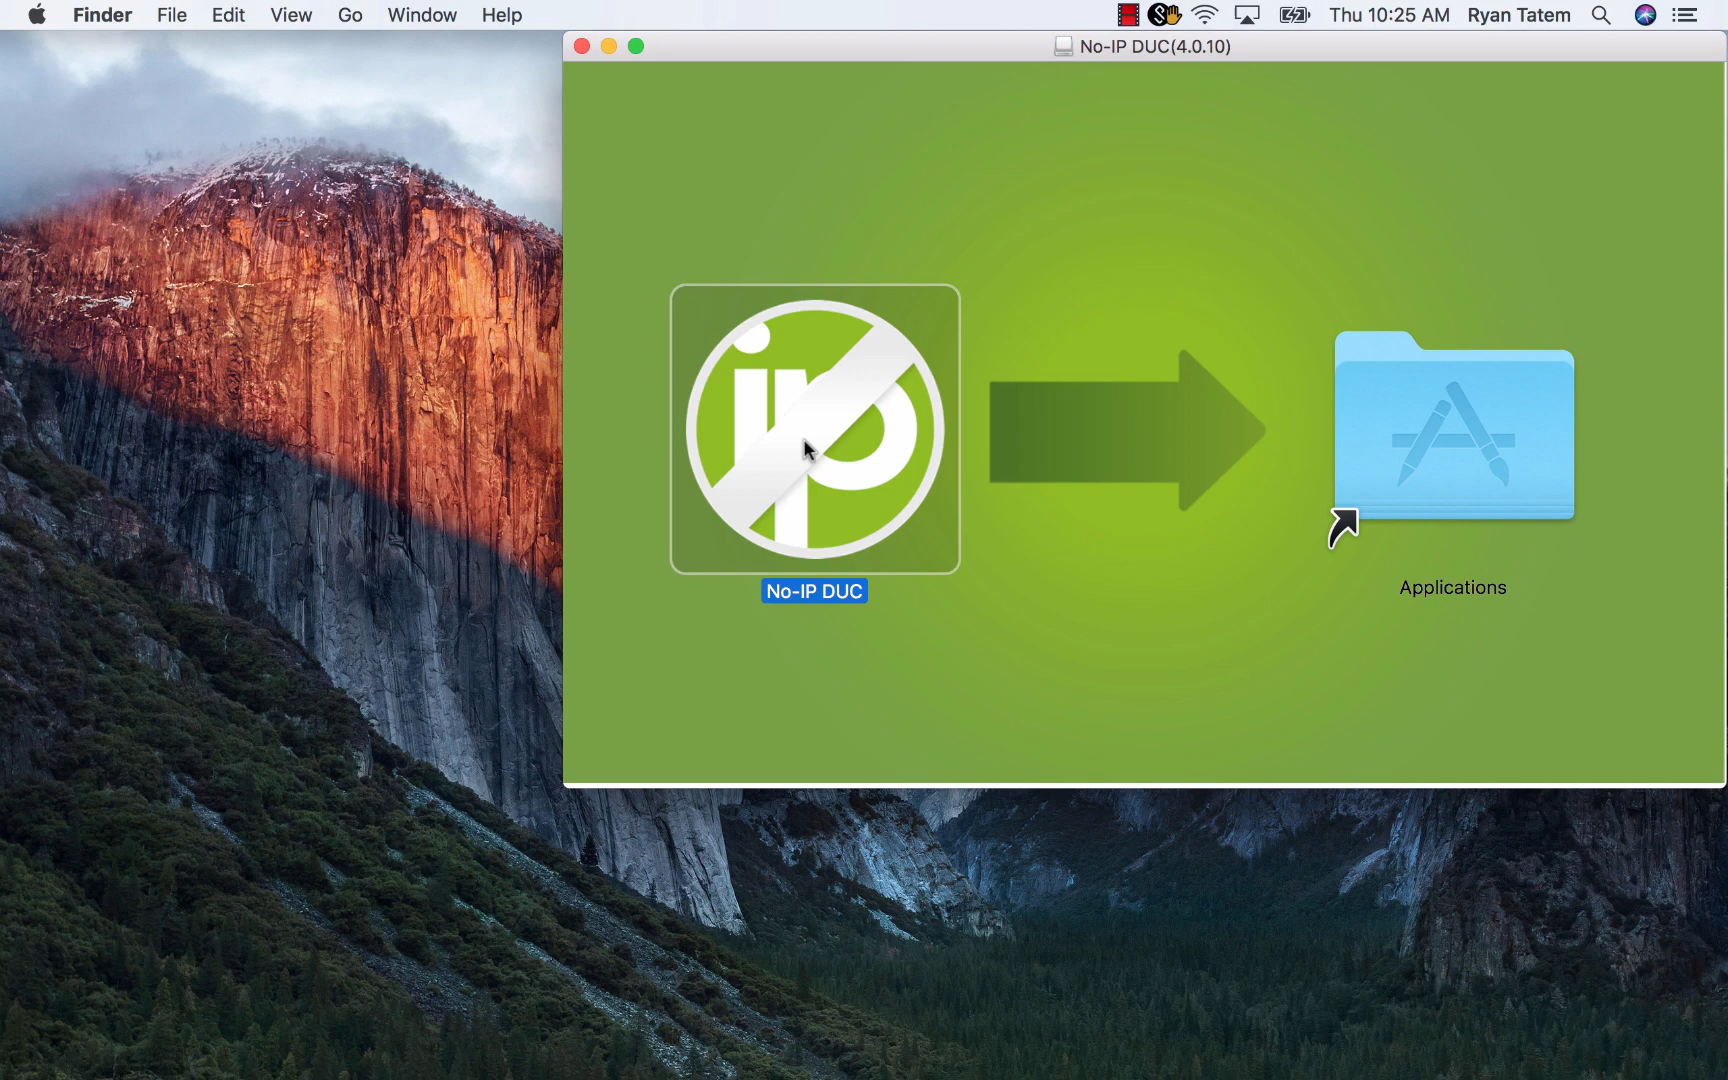 Finder File Edit View Go Window Help Thu 10:25 AM Ryan Tatem
No-IP DUC(4.0.10)
ip
No-IP DUC
Applications